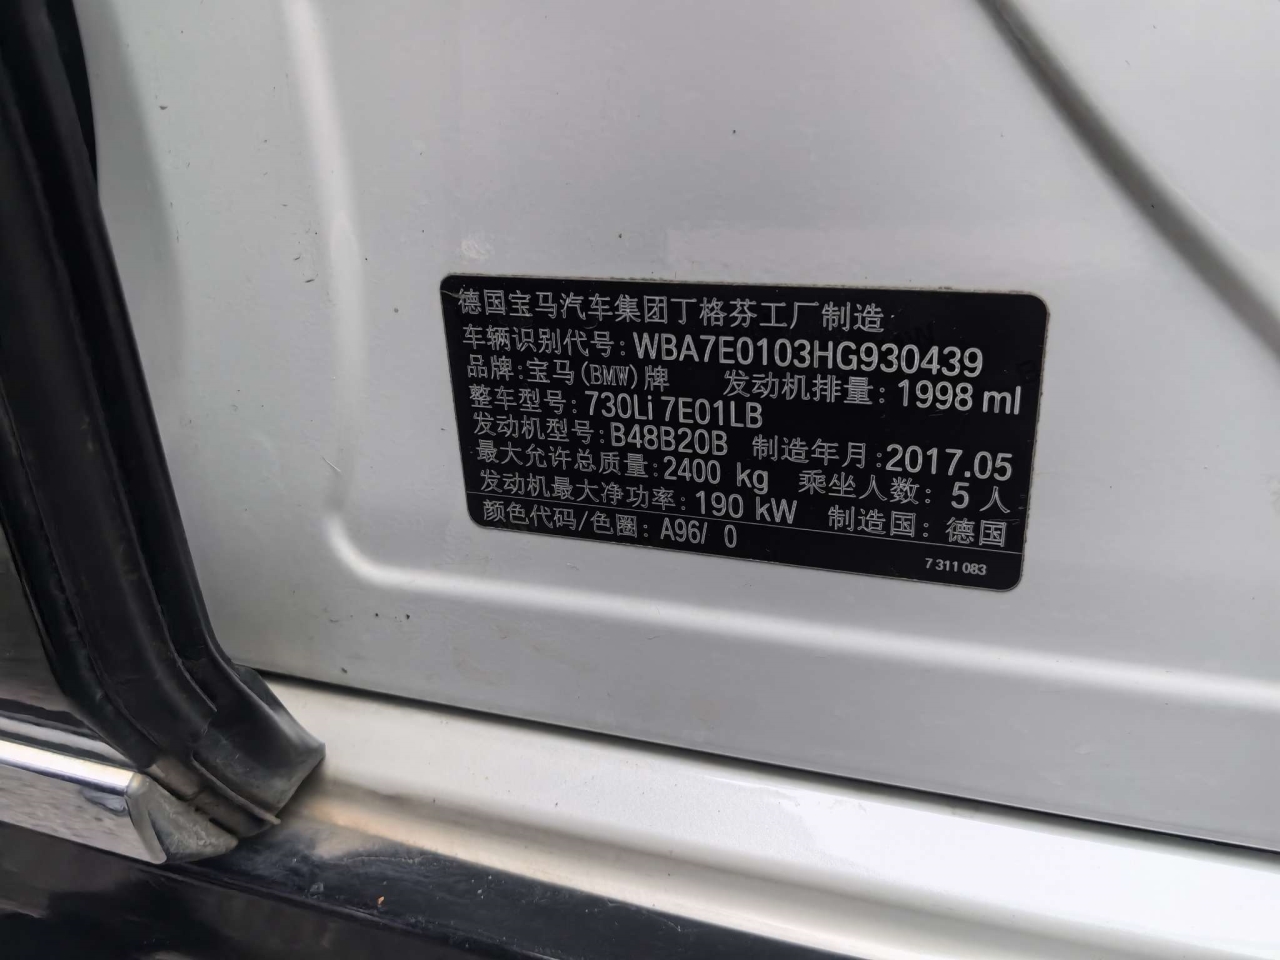 德国宝马汽车集团丁格芬工厂制造
车辆识别代号: WBA7E0103HG930439
品牌: 宝马(BMW)牌 发动机排量: 1998 ml
整车型号: 730Li 7E01LB
发动机型号: B48B20B 制造年月: 2017.05
最大允许总质量: 2400 kg 乘坐人数: 5 人
发动机最大净功率: 190 kW 制造国: 德国
颜色代码/色圈: A96/ 0
7 311 083